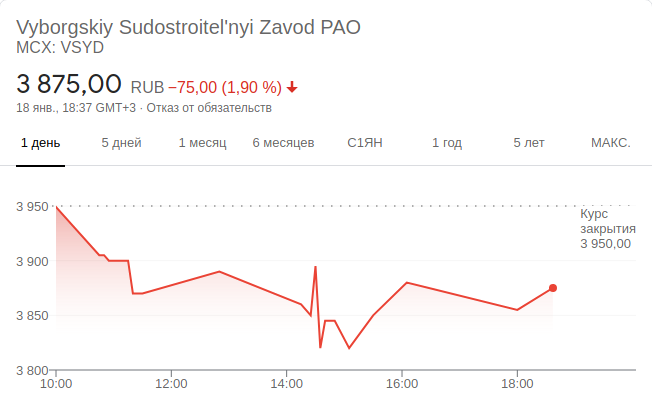 Vyborgskiy Sudostroitel'nyi Zavod PAO
MCX: VSYD
3 875,00 RUB −75,00 (1,90 %)
18 янв., 18:37 GMT+3 · Отказ от обязательств
1 день 5 дней 1 месяц 6 месяцев С1ЯН 1 год 5 лет МАКС.
3 950
Курс
закрытия
3 950,00
3 900
3 850
3 800
10:00 12:00 14:00 16:00 18:00